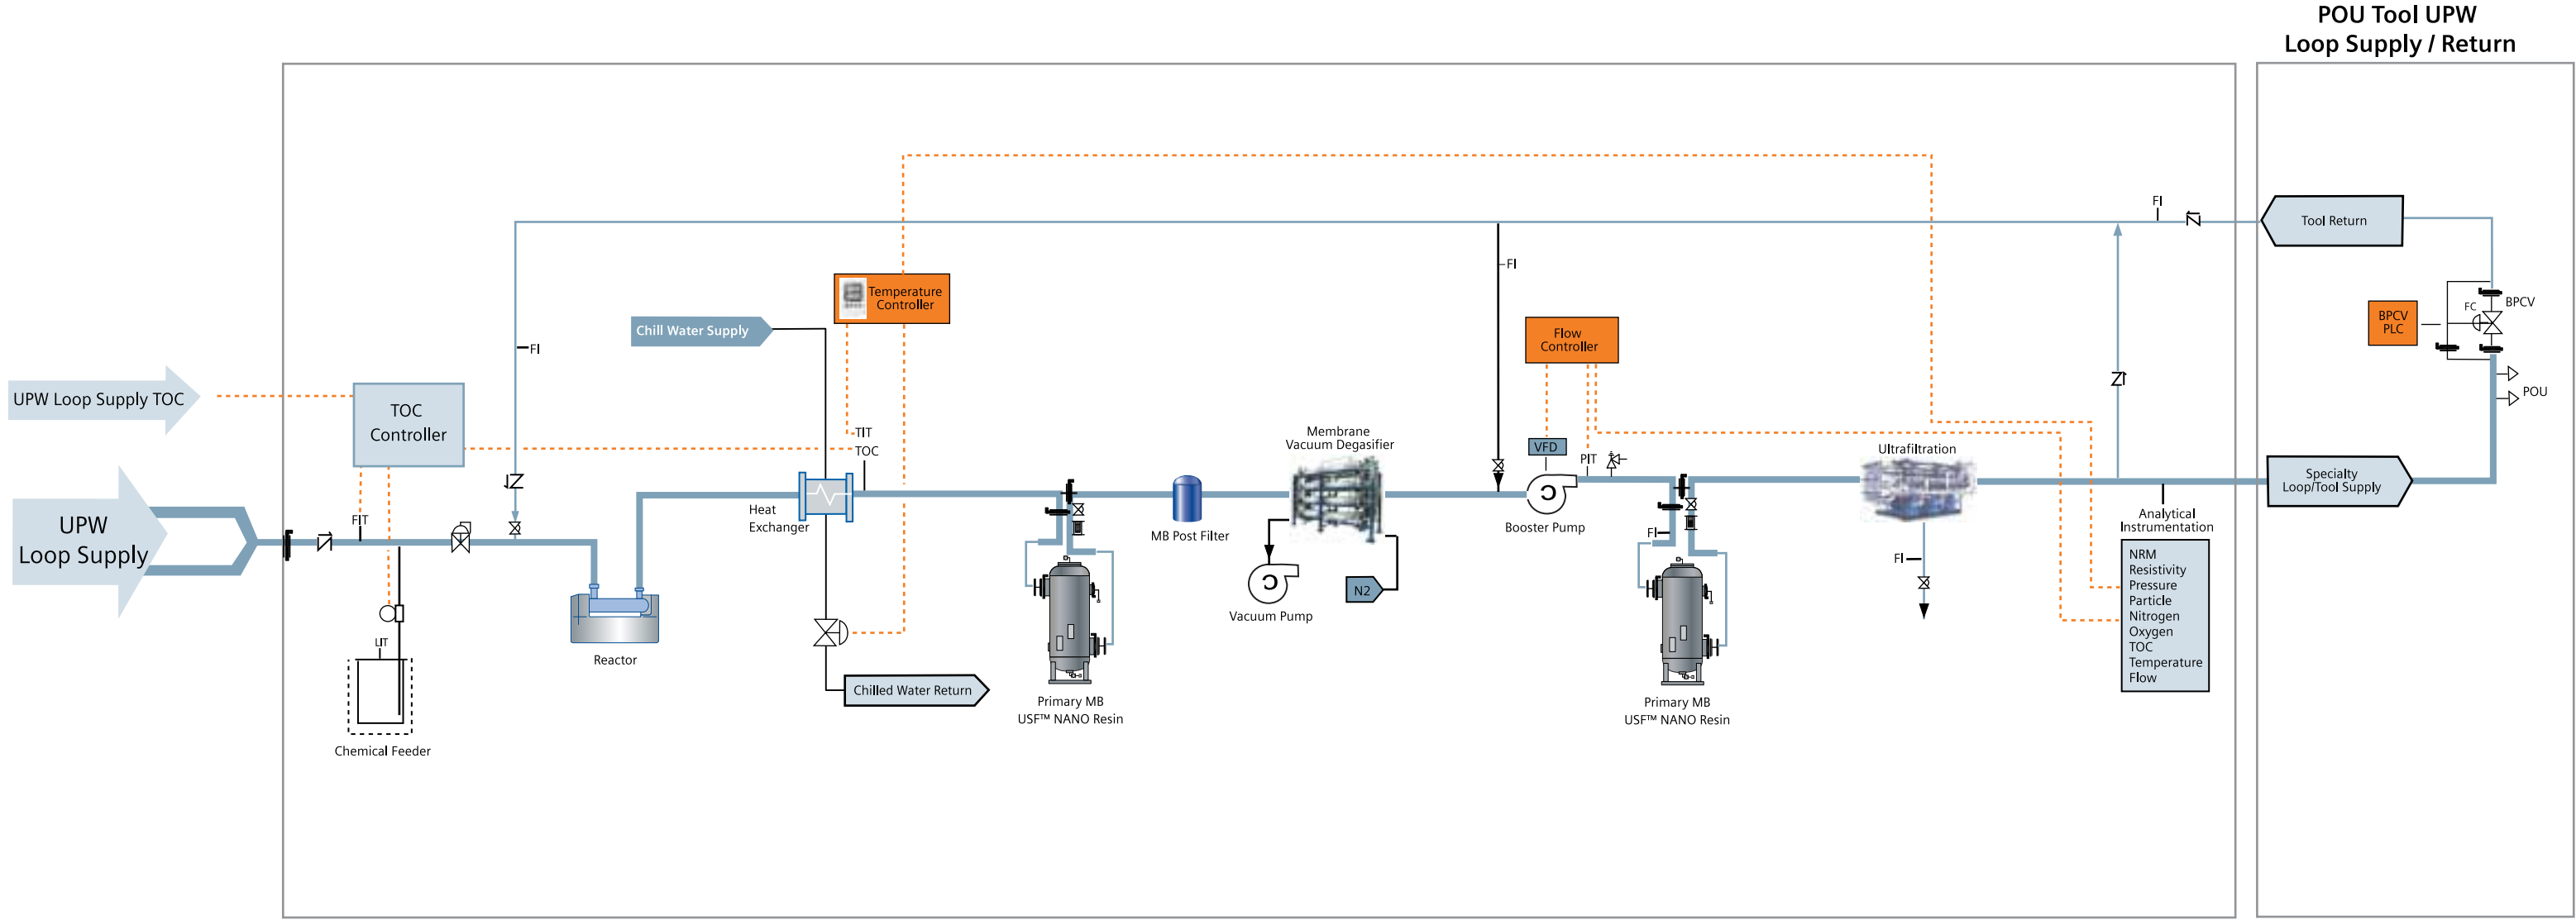 POU Tool UPW
Loop Supply / Return
FI
Tool Return
FI
Temperature
Controller
Chill Water Supply
FI
Flow
Controller
BPCV
PLC
FC
BPCV
POU
UPW Loop Supply TOC
TOC
Controller
TIT
TOC
Membrane
Vacuum Degasifier
VFD
PIT
Ultrafiltration
Specialty
Loop/Tool Supply
UPW
Loop Supply
FIT
Heat
Exchanger
MB Post Filter
Booster Pump
FI
Analytical
Instrumentation
NRM
Resistivity
Pressure
Particle
Nitrogen
Oxygen
TOC
Temperature
Flow
FI
N2
Vacuum Pump
LIT
Reactor
Chilled Water Return
Primary MB
USF™ NANO Resin
Primary MB
USF™ NANO Resin
Chemical Feeder